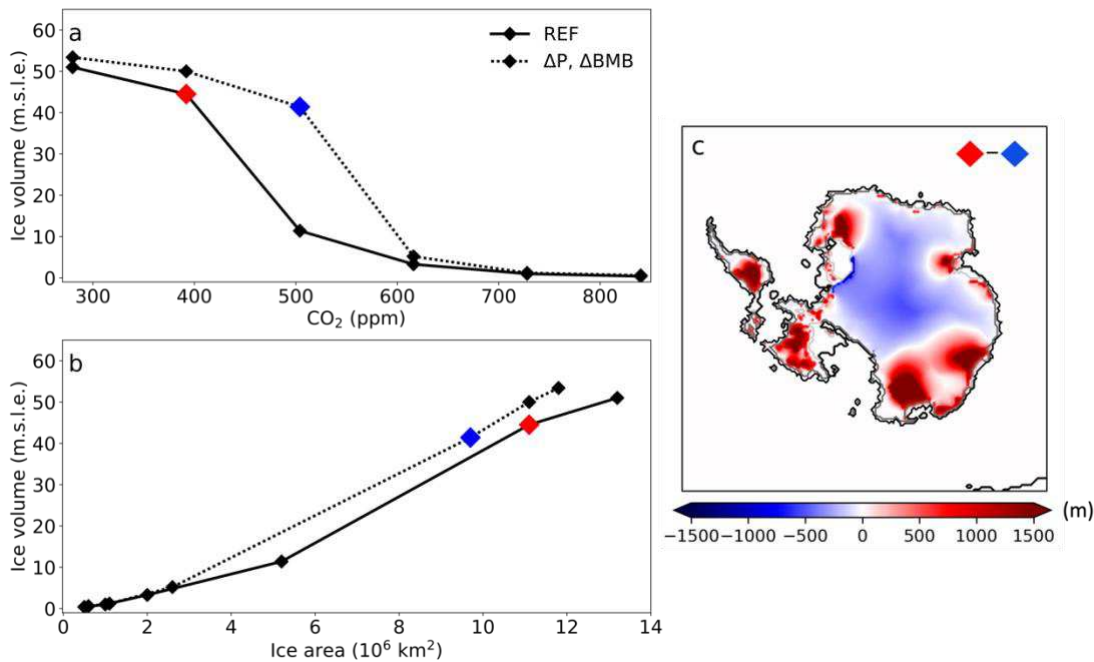 a
REF
ΔP, ΔBMB
Ice volume (m.s.l.e.)
60
50
40
30
20
10
0
300 400 500 600 700 800
CO₂ (ppm)
b
Ice volume (m.s.l.e.)
60
50
40
30
20
10
0
0 2 4 6 8 10 12 14
Ice area (10⁶ km²)
c
−
−1500 −1000 −500 0 500 1000 1500
(m)